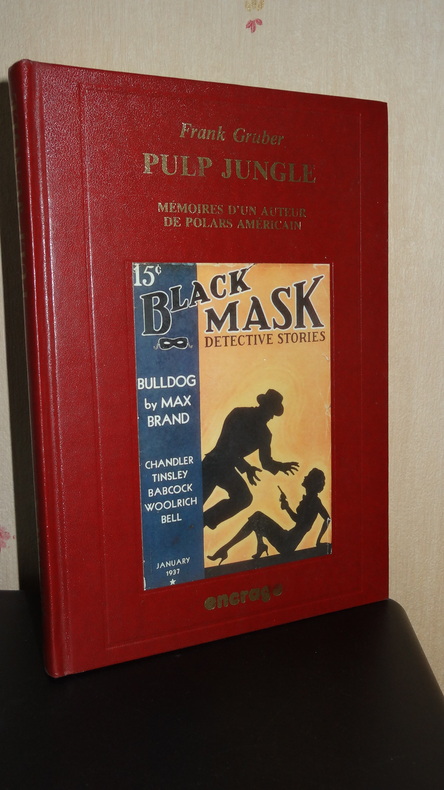 Frank Gruber
PULP JUNGLE
MÉMOIRES D'UN AUTEUR
DE POLARS AMÉRICAIN
15¢
BLACK
MASK
DETECTIVE STORIES
BULLDOG
by MAX
BRAND
CHANDLER
TINSLEY
BABCOCK
WOOLRICH
BELL
JANUARY
1937
encrage